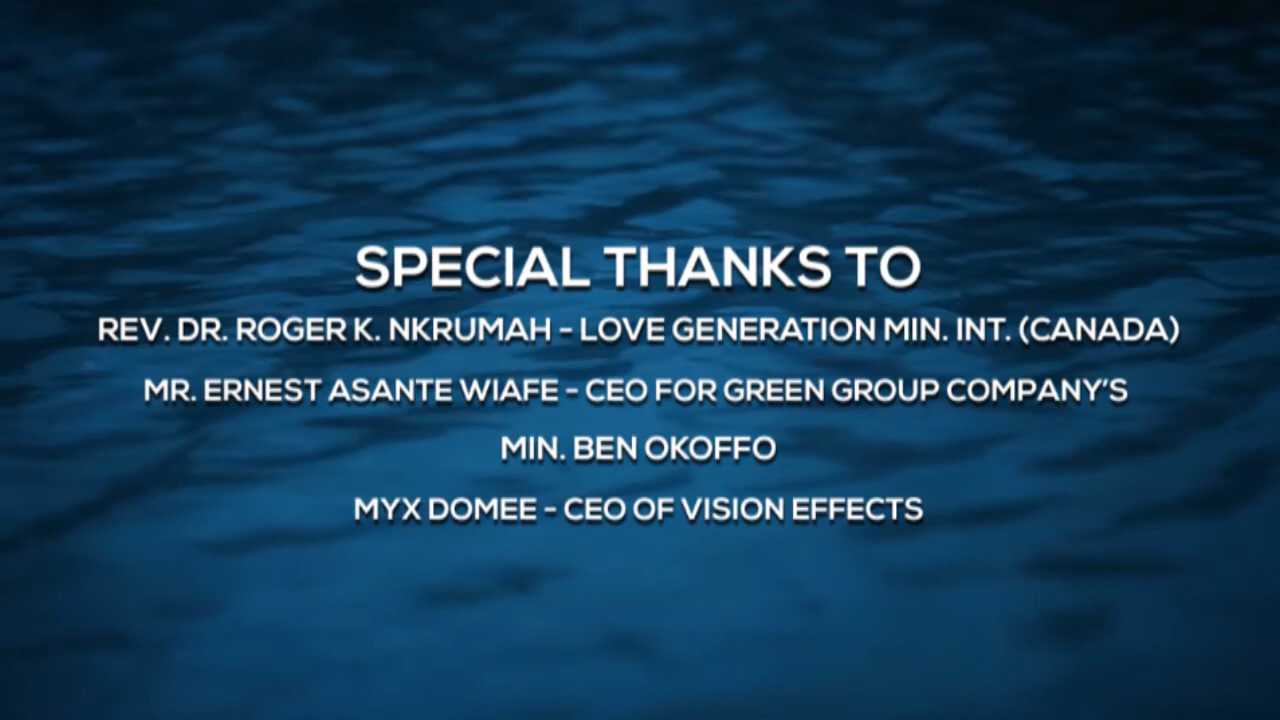 SPECIAL THANKS TO
REV. DR. ROGER K. NKRUMAH - LOVE GENERATION MIN. INT. (CANADA)
MR. ERNEST ASANTE WIAFE - CEO FOR GREEN GROUP COMPANY'S
MIN. BEN OKOFFO
MYX DOMEE - CEO OF VISION EFFECTS